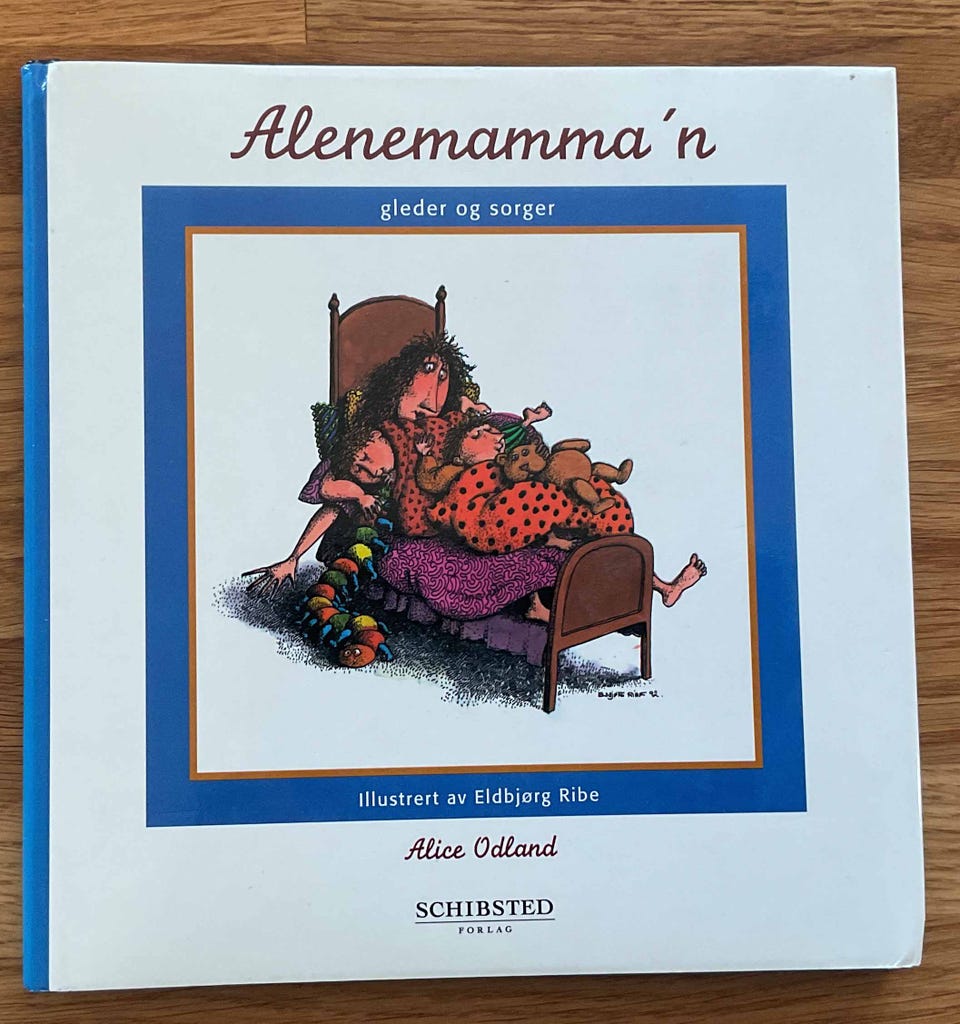 Alenemamma´n
gleder og sorger
Illustrert av Eldbjørg Ribe
Alice Odland
SCHIBSTED
FORLAG